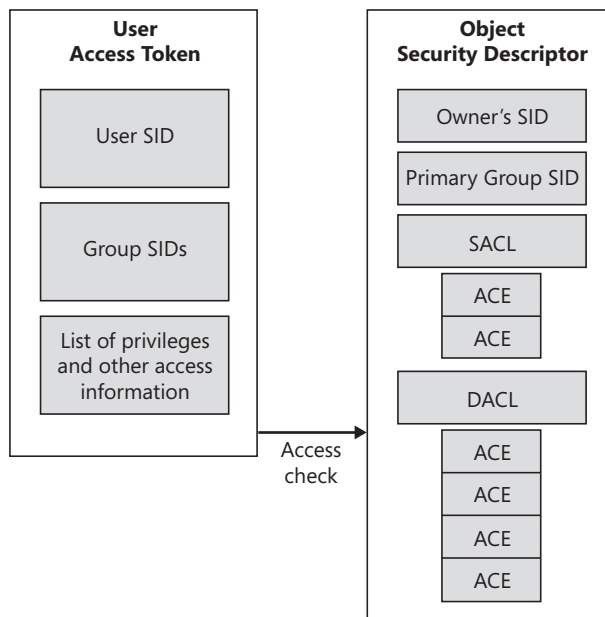 User
Access Token
User SID
Group SIDs
List of privileges
and other access
information
Access
check
Object
Security Descriptor
Owner's SID
Primary Group SID
SACL
ACE
ACE
DACL
ACE
ACE
ACE
ACE